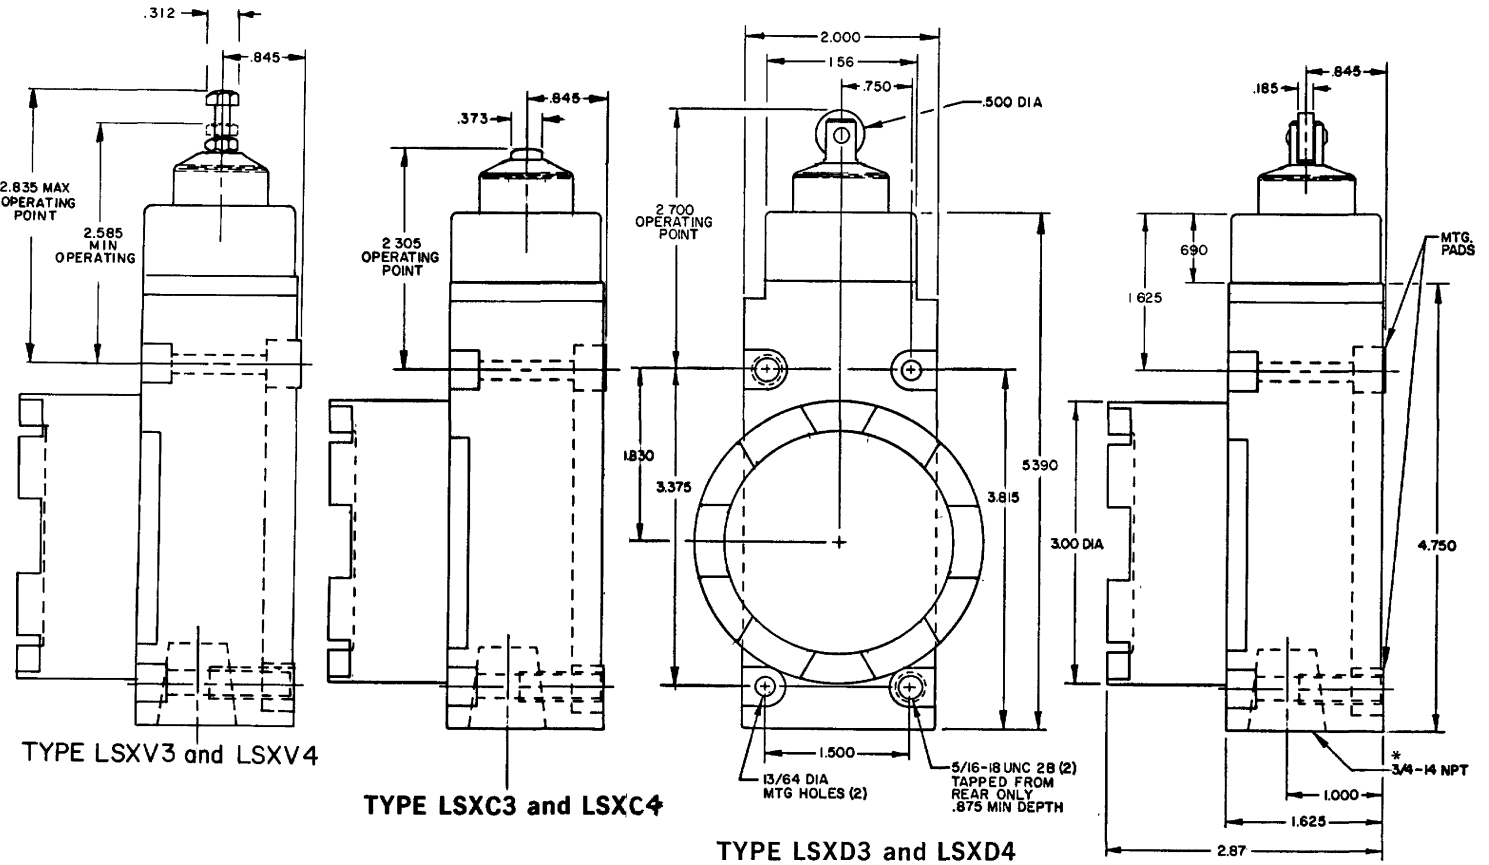 .312
.845
2.835 MAX
OPERATING
POINT
2.585
MIN
OPERATING
TYPE LSXV3 and LSXV4
.845
.373
2 305
OPERATING
POINT
TYPE LSXC3 and LSXC4
2.000
1.56
.750
.500 DIA
2 700
OPERATING
POINT
1.830
3.375
3.815
5390
1.500
13/64 DIA
MTG HOLES (2)
5/16-18 UNC 2B (2)
TAPPED FROM
REAR ONLY
.875 MIN DEPTH
TYPE LSXD3 and LSXD4
.845
.185
MTG.
PADS
690
1 625
3.00 DIA
4.750
*
3/4-14 NPT
1.000
1.625
2.87